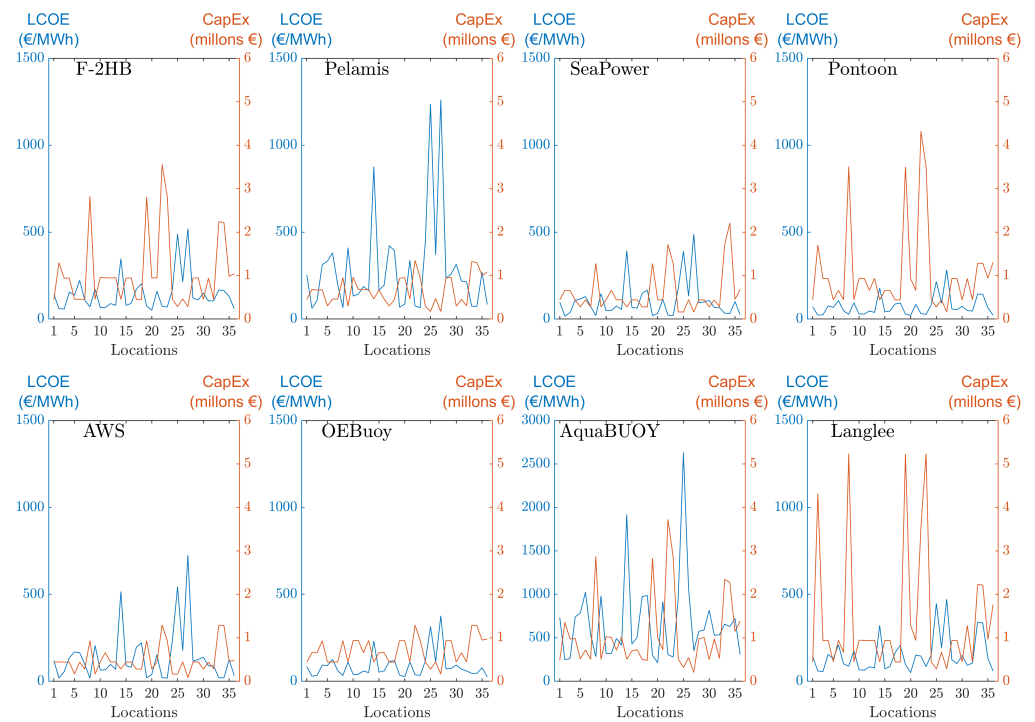 LCOE CapEx LCOE CapEx LCOE CapEx LCOE CapEx
(€/MWh) (millons €) (€/MWh) (millons €) (€/MWh) (millons €) (€/MWh) (millons €)
1500 6 1500 6 1500 6 1500 6
F-2HB Pelamis SeaPower Pontoon
5 5 5 5
1000 4 1000 4 1000 4 1000 4
3 3 3 3
500 2 500 2 500 2 500 2
1 1 1 1
0 0 0 0 0 0 0 0
1 5 10 15 20 25 30 35 1 5 10 15 20 25 30 35 1 5 10 15 20 25 30 35 1 5 10 15 20 25 30 35
Locations Locations Locations Locations
LCOE CapEx LCOE CapEx LCOE CapEx LCOE CapEx
(€/MWh) (millons €) (€/MWh) (millons €) (€/MWh) (millons €) (€/MWh) (millons €)
1500 6 1500 6 3000 6 1500 6
AWS OEBuoy AquaBUOY Langlee
5 5 2500 5 5
1000 4 1000 4 2000 4 1000 4
3 3 1500 3 3
500 2 500 2 1000 2 500 2
1 1 500 1 1
0 0 0 0 0 0 0 0
1 5 10 15 20 25 30 35 1 5 10 15 20 25 30 35 1 5 10 15 20 25 30 35 1 5 10 15 20 25 30 35
Locations Locations Locations Locations